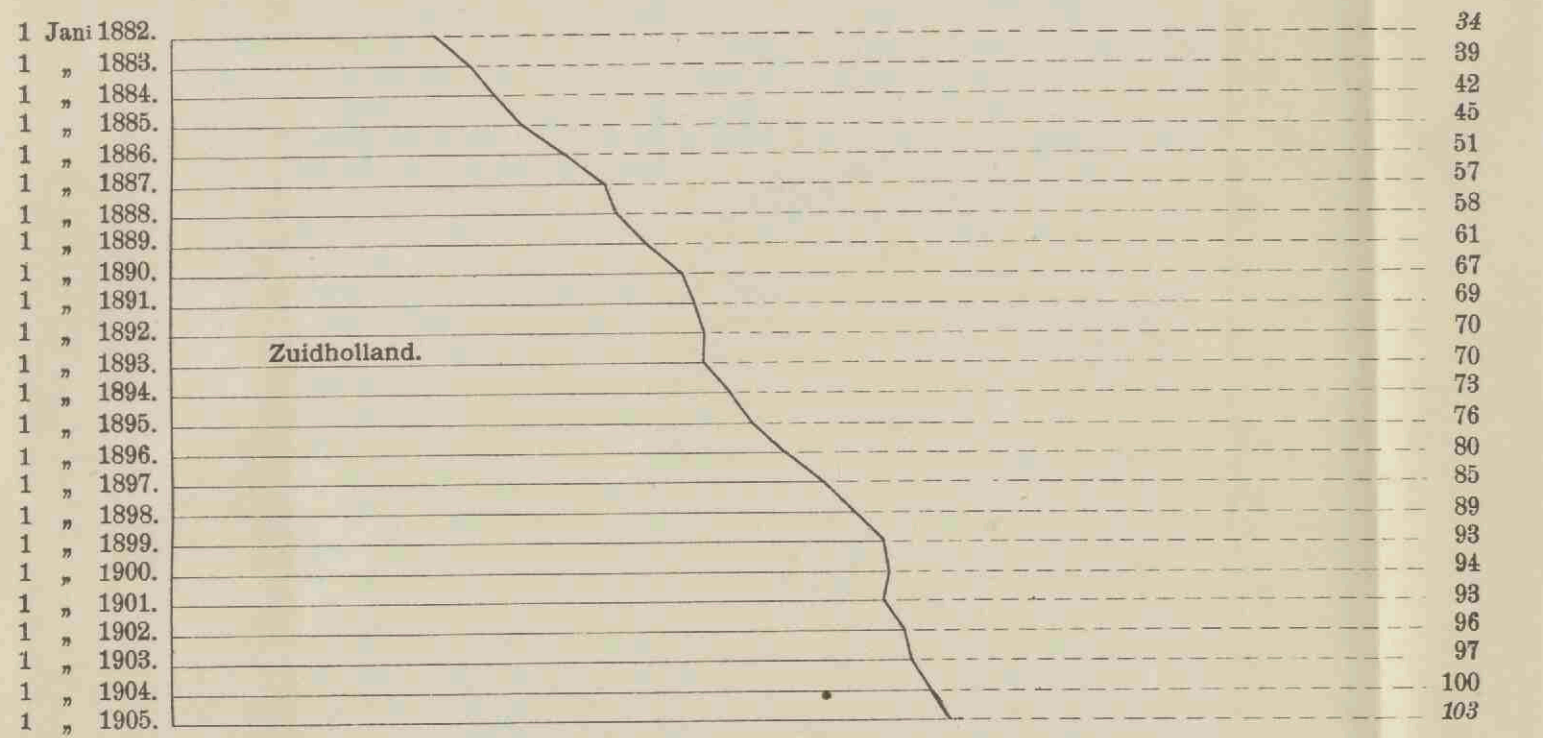 1 Jani 1882. 34
1 „ 1883. 39
1 „ 1884. 42
1 „ 1885. 45
1 „ 1886. 51
1 „ 1887. 57
1 „ 1888. 58
1 „ 1889. 61
1 „ 1890. 67
1 „ 1891. 69
1 „ 1892. 70
Zuidholland.
1 „ 1893. 70
1 „ 1894. 73
1 „ 1895. 76
1 „ 1896. 80
1 „ 1897. 85
1 „ 1898. 89
1 „ 1899. 93
1 „ 1900. 94
1 „ 1901. 93
1 „ 1902. 96
1 „ 1903. 97
1 „ 1904. 100
1 „ 1905. 103